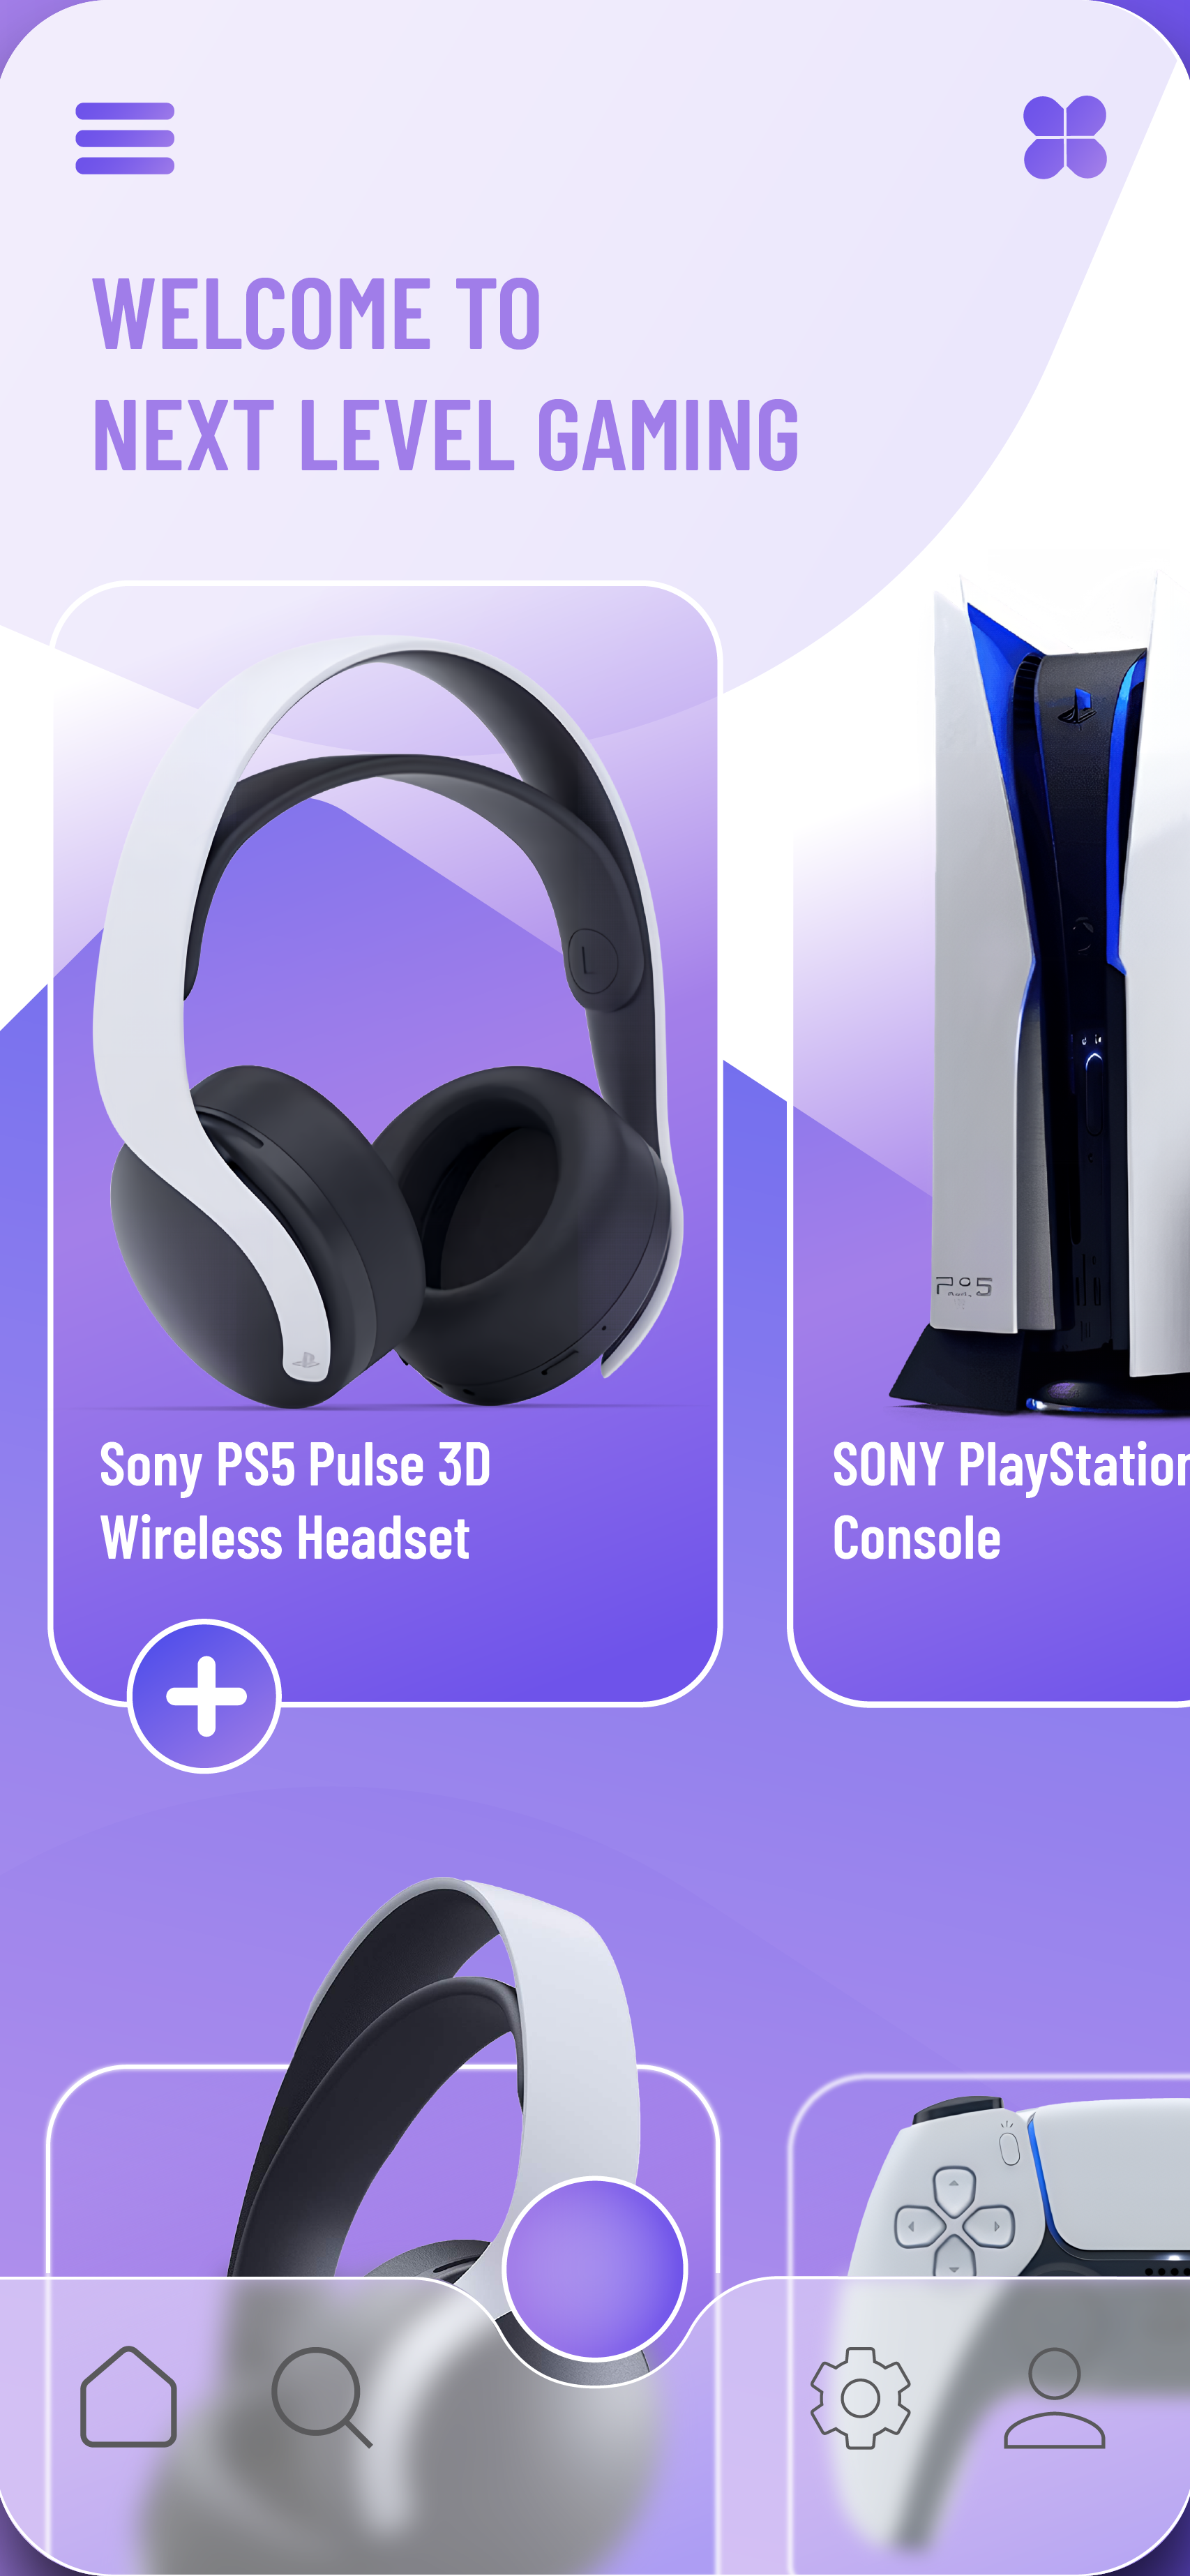 WELCOME TO
NEXT LEVEL GAMING
L
Sony PS5 Pulse 3D
Wireless Headset
SONY PlayStation
Console